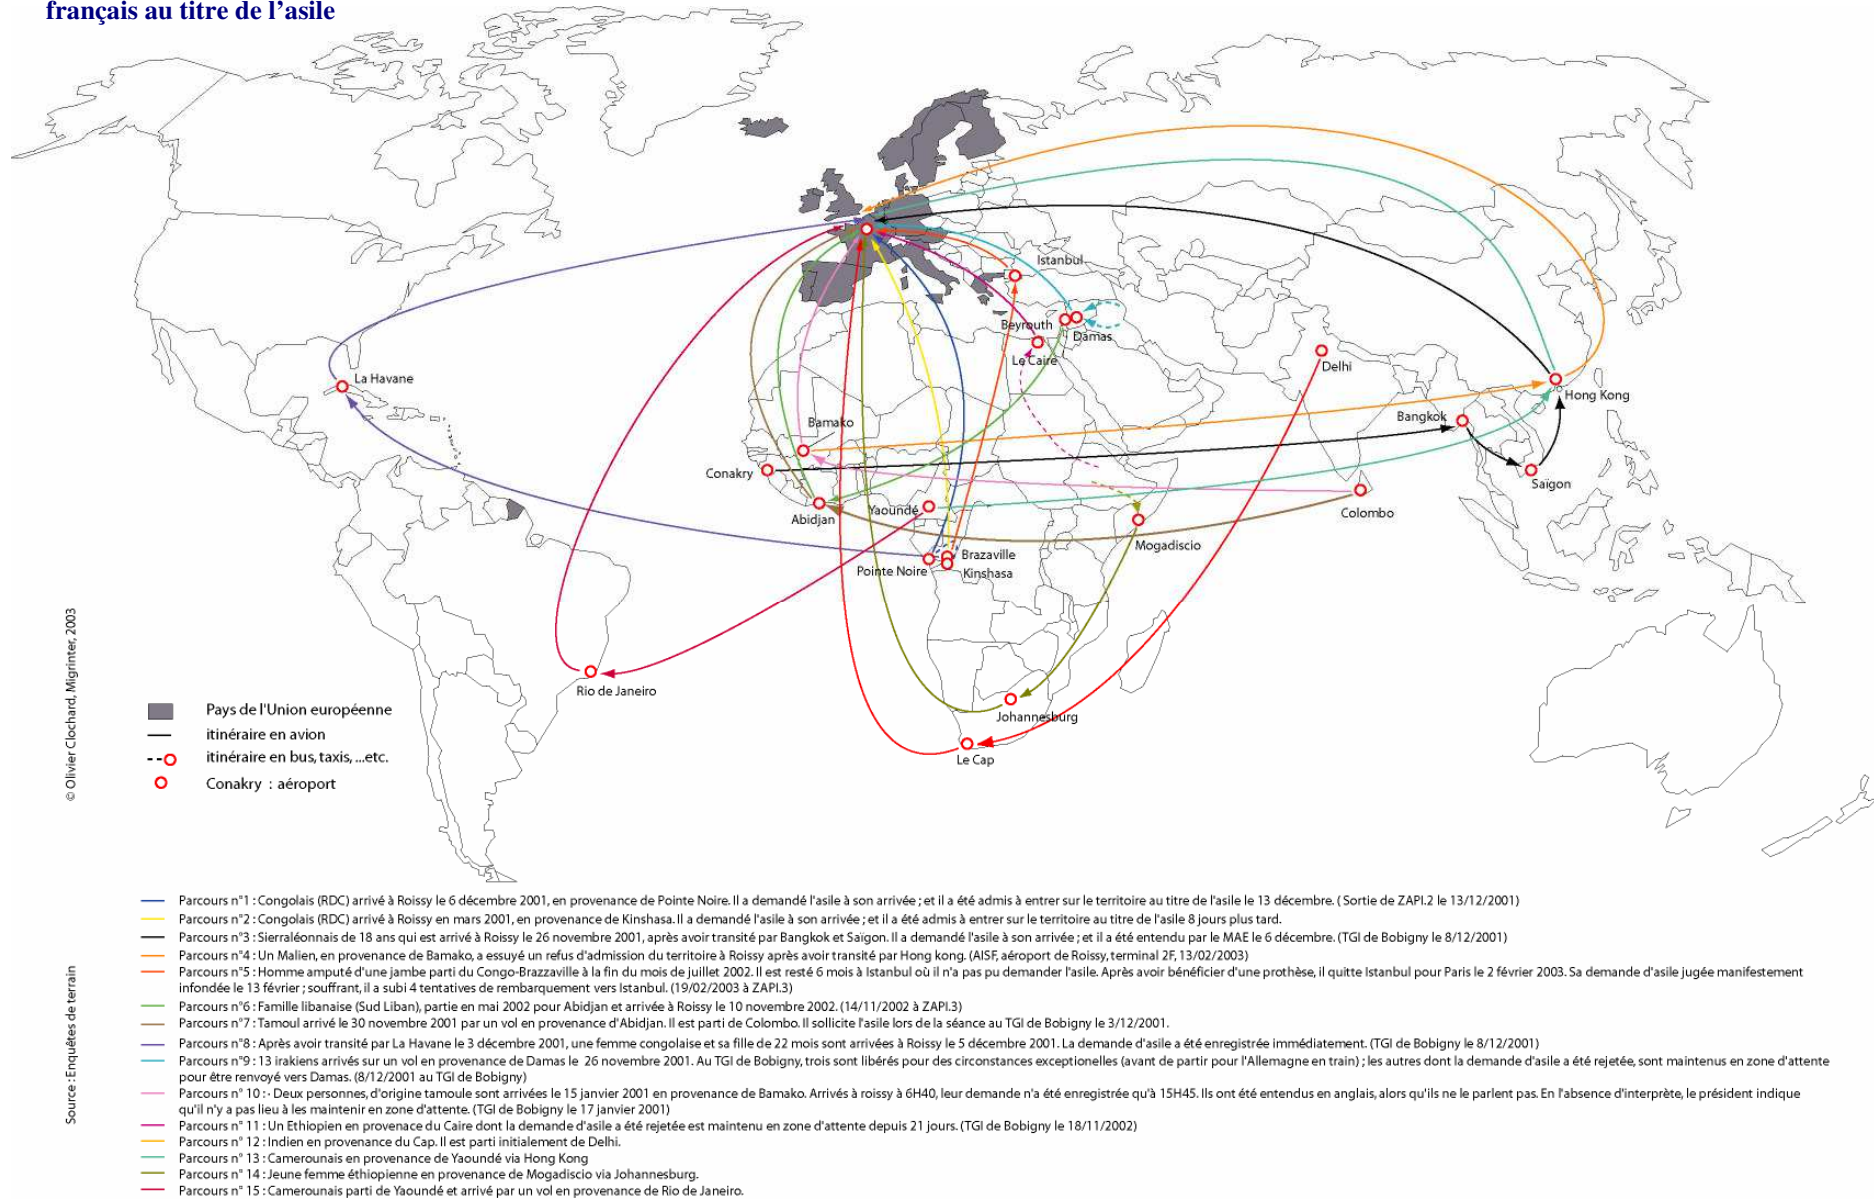 français au titre de l’asile
Istanbul
Beyrouth
Damas
Le Caire
Delhi
La Havane
Hong Kong
Bangkok
Bamako
Conakry
Saïgon
Abidjan
Yaoundé
Colombo
Mogadiscio
Brazaville
Pointe Noire
Kinshasa
Rio de Janeiro
Johannesburg
Le Cap
Pays de l'Union européenne
itinéraire en avion
itinéraire en bus, taxis, ...etc.
Conakry : aéroport
© Olivier Clochard, Migrinter, 2003
Source : Enquêtes de terrain
Parcours n°1 : Congolais (RDC) arrivé à Roissy le 6 décembre 2001, en provenance de Pointe Noire. Il a demandé l'asile à son arrivée ; et il a été admis à entrer sur le territoire au titre de l'asile le 13 décembre. ( Sortie de ZAPI.2 le 13/12/2001)
Parcours n°2 : Congolais (RDC) arrivé à Roissy en mars 2001, en provenance de Kinshasa. Il a demandé l'asile à son arrivée ; et il a été admis à entrer sur le territoire au titre de l'asile 8 jours plus tard.
Parcours n°3 : Sierraléonnais de 18 ans qui est arrivé à Roissy le 26 novembre 2001, après avoir transité par Bangkok et Saïgon. Il a demandé l'asile à son arrivée ; et il a été entendu par le MAE le 6 décembre. (TGI de Bobigny le 8/12/2001)
Parcours n°4 : Un Malien, en provenance de Bamako, a essuyé un refus d'admission du territoire à Roissy après avoir transité par Hong kong. (AISF, aéroport de Roissy, terminal 2F, 13/02/2003)
Parcours n°5 : Homme amputé d'une jambe parti du Congo-Brazzaville à la fin du mois de juillet 2002. Il est resté 6 mois à Istanbul où il n'a pas pu demander l'asile. Après avoir bénéficier d'une prothèse, il quitte Istanbul pour Paris le 2 février 2003. Sa demande d'asile jugée manifestement
infondée le 13 février ; souffrant, il a subi 4 tentatives de rembarquement vers Istanbul. (19/02/2003 à ZAPI.3)
Parcours n°6 : Famille libanaise (Sud Liban), partie en mai 2002 pour Abidjan et arrivée à Roissy le 10 novembre 2002. (14/11/2002 à ZAPI.3)
Parcours n°7 : Tamoul arrivé le 30 novembre 2001 par un vol en provenance d'Abidjan. Il est parti de Colombo. Il sollicite l'asile lors de la séance au TGI de Bobigny le 3/12/2001.
Parcours n°8 : Après avoir transité par La Havane le 3 décembre 2001, une femme congolaise et sa fille de 22 mois sont arrivées à Roissy le 5 décembre 2001. La demande d'asile a été enregistrée immédiatement. (TGI de Bobigny le 8/12/2001)
Parcours n°9 : 13 irakiens arrivés sur un vol en provenance de Damas le 26 novembre 2001. Au TGI de Bobigny, trois sont libérés pour des circonstances exceptionelles (avant de partir pour l'Allemagne en train) ; les autres dont la demande d'asile a été rejetée, sont maintenus en zone d'attente
pour être renvoyé vers Damas. (8/12/2001 au TGI de Bobigny)
Parcours n° 10 : · Deux personnes, d'origine tamoule sont arrivées le 15 janvier 2001 en provenance de Bamako. Arrivés à roissy à 6H40, leur demande n'a été enregistrée qu'à 15H45. Ils ont été entendus en anglais, alors qu'ils ne le parlent pas. En l'absence d'interprète, le président indique
qu'il n'y a pas lieu à les maintenir en zone d'attente. (TGI de Bobigny le 17 janvier 2001)
Parcours n° 11 : Un Ethiopien en provenace du Caire dont la demande d'asile a été rejetée est maintenu en zone d'attente depuis 21 jours. (TGI de Bobigny le 18/11/2002)
Parcours n° 12 : Indien en provenance du Cap. Il est parti initialement de Delhi.
Parcours n° 13 : Camerounais en provenance de Yaoundé via Hong Kong
Parcours n° 14 : Jeune femme éthiopienne en provenance de Mogadiscio via Johannesburg.
Parcours n° 15 : Camerounais parti de Yaoundé et arrivé par un vol en provenance de Rio de Janeiro.